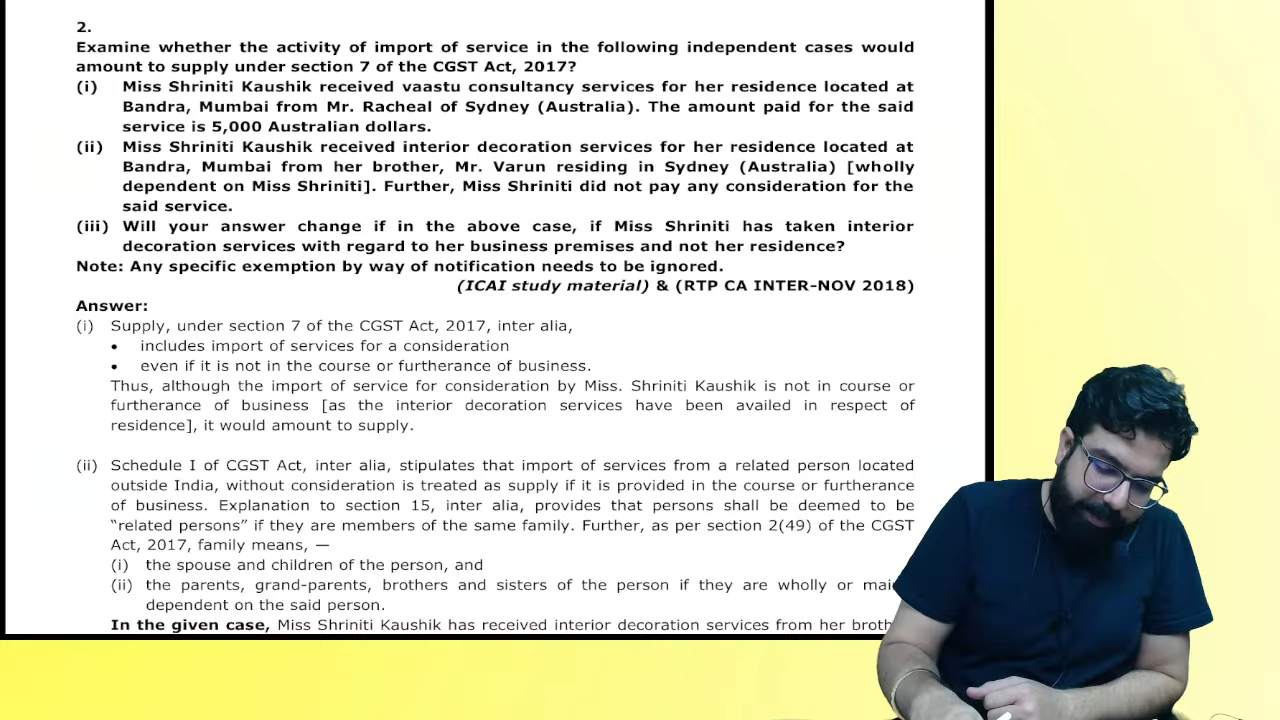 2.
Examine whether the activity of import of service in the following independent cases would
amount to supply under section 7 of the CGST Act, 2017?
(i) Miss Shriniti Kaushik received vaastu consultancy services for her residence located at
Bandra, Mumbai from Mr. Racheal of Sydney (Australia). The amount paid for the said
service is 5,000 Australian dollars.
(ii) Miss Shriniti Kaushik received interior decoration services for her residence located at
Bandra, Mumbai from her brother, Mr. Varun residing in Sydney (Australia) [wholly
dependent on Miss Shriniti]. Further, Miss Shriniti did not pay any consideration for the
said service.
(iii) Will your answer change if in the above case, if Miss Shriniti has taken interior
decoration services with regard to her business premises and not her residence?
Note: Any specific exemption by way of notification needs to be ignored.
(ICAI study material) & (RTP CA INTER-NOV 2018)
Answer:
(i) Supply, under section 7 of the CGST Act, 2017, inter alia,
• includes import of services for a consideration
• even if it is not in the course or furtherance of business.
Thus, although the import of service for consideration by Miss. Shriniti Kaushik is not in course or
furtherance of business [as the interior decoration services have been availed in respect of
residence], it would amount to supply.
(ii) Schedule I of CGST Act, inter alia, stipulates that import of services from a related person located
outside India, without consideration is treated as supply if it is provided in the course or furtherance
of business. Explanation to section 15, inter alia, provides that persons shall be deemed to be
“related persons” if they are members of the same family. Further, as per section 2(49) of the CGST
Act, 2017, family means, —
(i) the spouse and children of the person, and
(ii) the parents, grand-parents, brothers and sisters of the person if they are wholly or
dependent on the said person.
In the given case, Miss Shriniti Kaushik has received interior decoration services from her